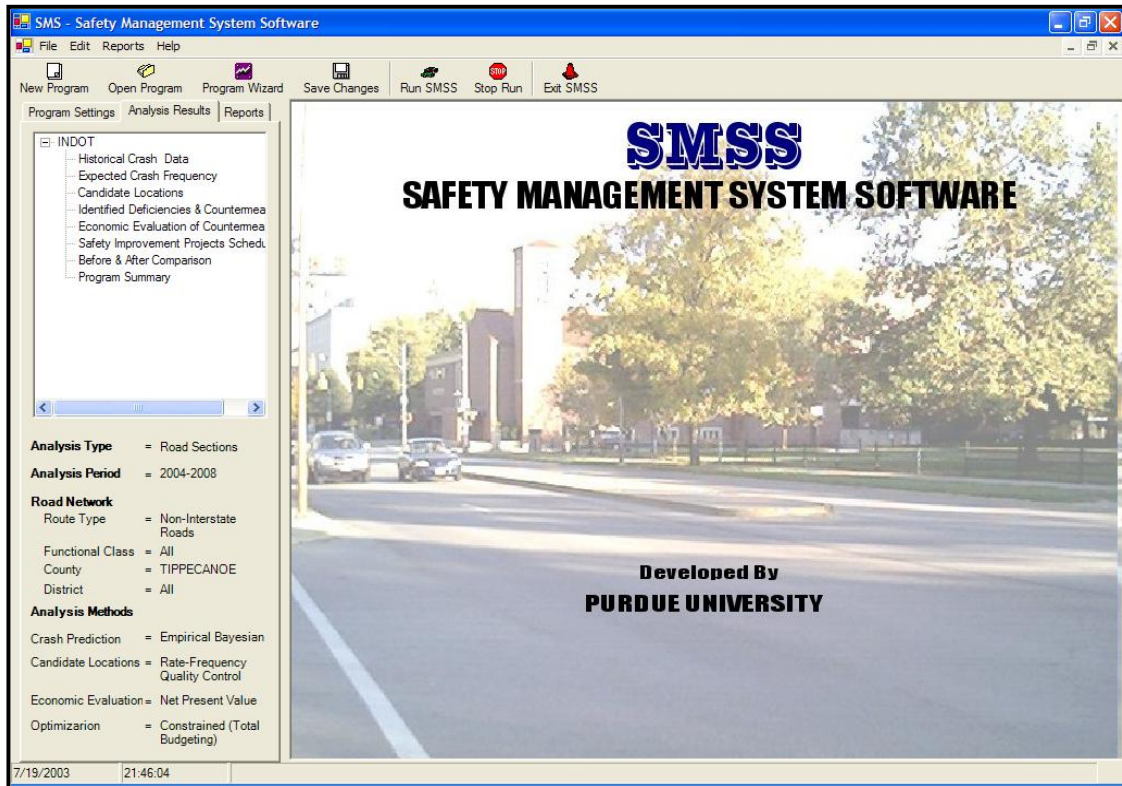 SMS - Safety Management System Software
File Edit Reports Help
New Program Open Program Program Wizard Save Changes Run SMSS STOP Stop Run Exit SMSS
Program Settings Analysis Results Reports
INDOT
Historical Crash Data
Expected Crash Frequency
Candidate Locations
Identified Deficiencies & Countermea
Economic Evaluation of Countermea
Safety Improvement Projects Schedu
Before & After Comparison
Program Summary
Analysis Type = Road Sections
Analysis Period = 2004-2008
Road Network
Route Type = Non-Interstate
Roads
Functional Class = All
County = TIPPECANOE
District = All
Analysis Methods
Crash Prediction = Empirical Bayesian
Candidate Locations = Rate-Frequency
Quality Control
Economic Evaluation = Net Present Value
Optimizarion = Constrained (Total
Budgeting)
SMSS
SAFETY MANAGEMENT SYSTEM SOFTWARE
Developed By
PURDUE UNIVERSITY
7/19/2003 21:46:04